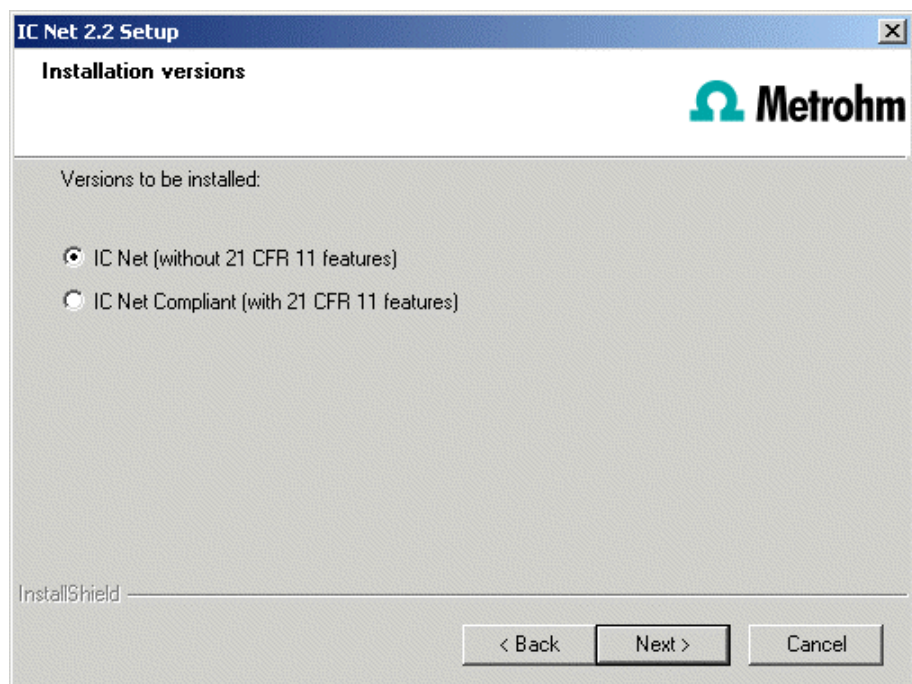 IC Net 2.2 Setup
Installation versions
Metrohm
Versions to be installed:
IC Net (without 21 CFR 11 features)
IC Net Compliant (with 21 CFR 11 features)
InstallShield
< Back
Next >
Cancel